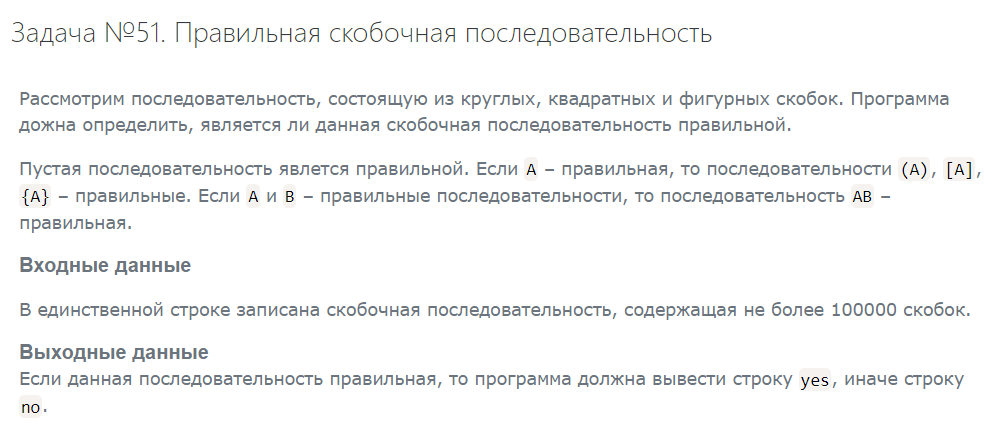 Задача №51. Правильная скобочная последовательность
Рассмотрим последовательность, состоящую из круглых, квадратных и фигурных скобок. Программа
дожна определить, является ли данная скобочная последовательность правильной.
Пустая последовательность явлется правильной. Если A – правильная, то последовательности (A), [A],
{A} – правильные. Если A и B – правильные последовательности, то последовательность AB –
правильная.
Входные данные
В единственной строке записана скобочная последовательность, содержащая не более 100000 скобок.
Выходные данные
Если данная последовательность правильная, то программа должна вывести строку yes, иначе строку
no.